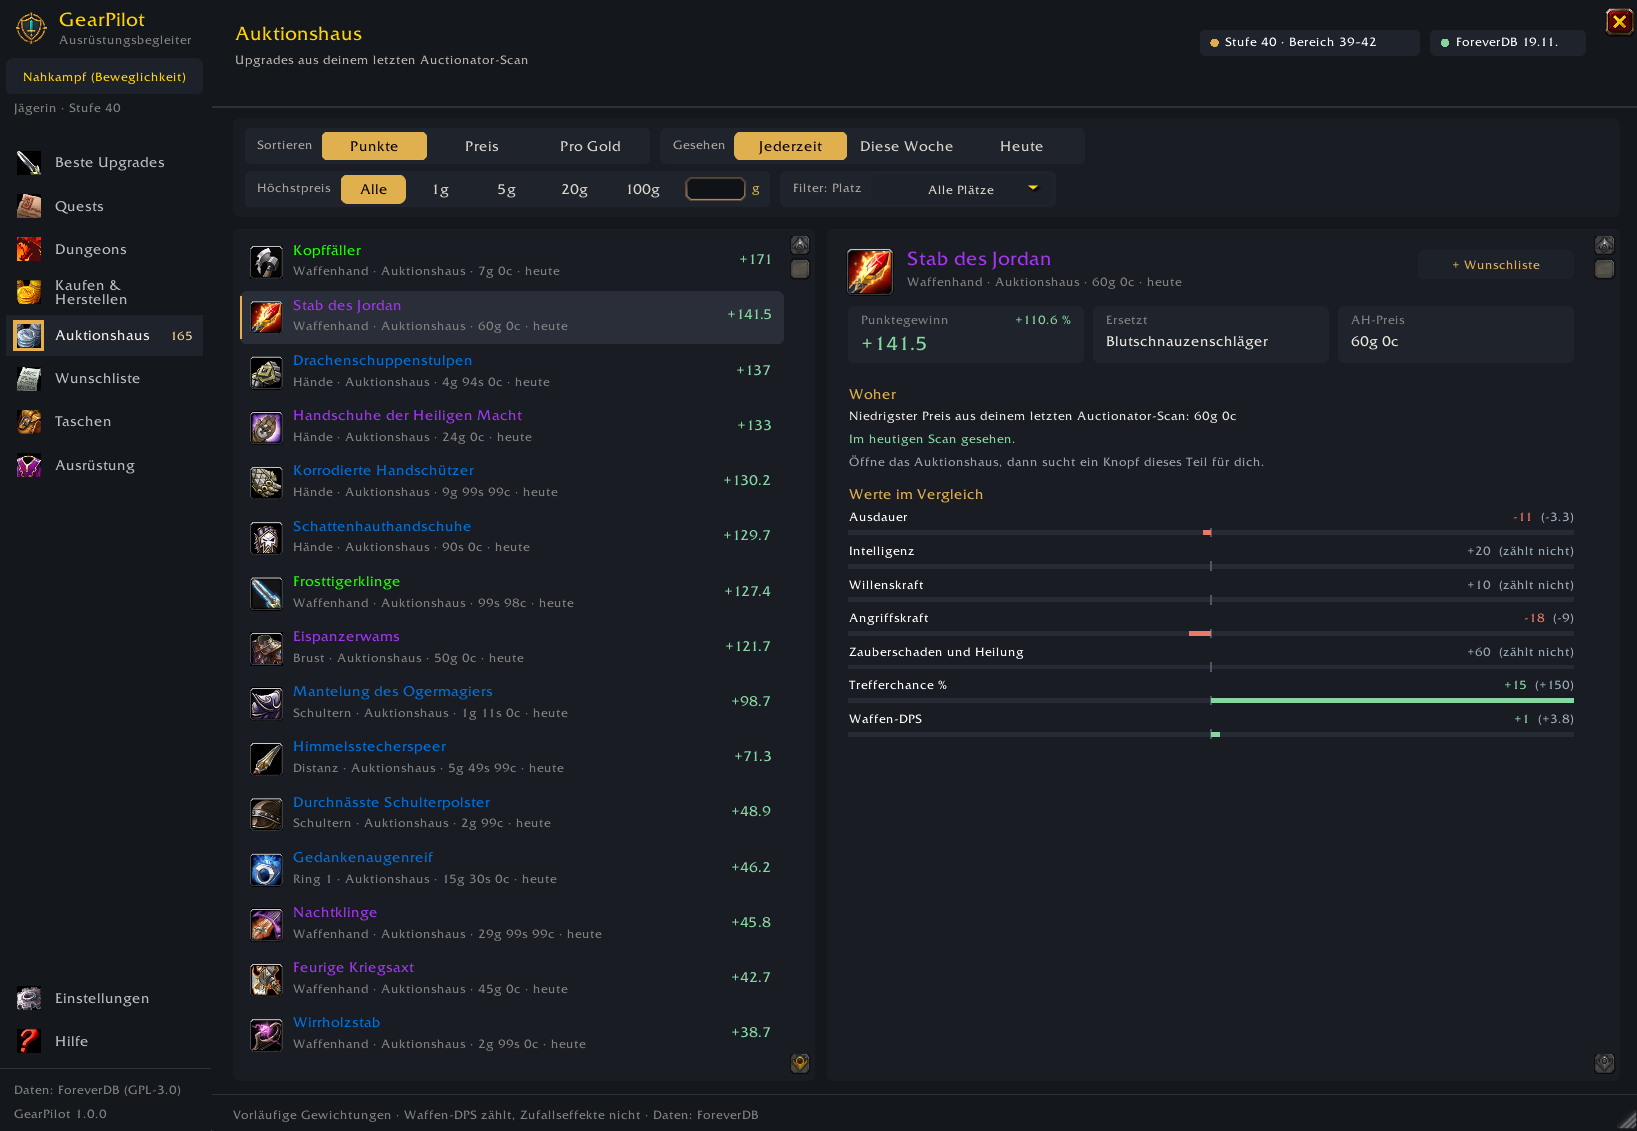 GearPilot
Ausrüstungsbegleiter
Nahkampf (Beweglichkeit)
Jägerin · Stufe 40
Beste Upgrades
Quests
Dungeons
Kaufen &
Herstellen
Auktionshaus 165
Wunschliste
Taschen
Ausrüstung
Einstellungen
Hilfe
Daten: ForeverDB (GPL-3.0)
GearPilot 1.0.0
Auktionshaus
Upgrades aus deinem letzten Auctionator-Scan
Stufe 40 · Bereich 39-42
ForeverDB 19.11.
Sortieren Punkte Preis Pro Gold
Gesehen Jederzeit Diese Woche Heute
Höchstpreis Alle 1g 5g 20g 100g g
Filter: Platz Alle Plätze
Kopffäller +171
Waffenhand · Auktionshaus · 7g 0c · heute
Stab des Jordan +141.5
Waffenhand · Auktionshaus · 60g 0c · heute
Drachenschuppenstulpen +137
Hände · Auktionshaus · 4g 94s 0c · heute
Handschuhe der Heiligen Macht +133
Hände · Auktionshaus · 24g 0c · heute
Korrodierte Handschützer +130.2
Hände · Auktionshaus · 9g 99s 99c · heute
Schattenhauthandschuhe +129.7
Hände · Auktionshaus · 90s 0c · heute
Frosttigerklinge +127.4
Waffenhand · Auktionshaus · 99s 98c · heute
Eispanzerwams +121.7
Brust · Auktionshaus · 50g 0c · heute
Mantelung des Ogermagiers +98.7
Schultern · Auktionshaus · 1g 11s 0c · heute
Himmelsstecherspeer +71.3
Distanz · Auktionshaus · 5g 49s 99c · heute
Durchnässte Schulterpolster +48.9
Schultern · Auktionshaus · 2g 99c · heute
Gedankenaugenreif +46.2
Ring 1 · Auktionshaus · 15g 30s 0c · heute
Nachtklinge +45.8
Waffenhand · Auktionshaus · 29g 99s 99c · heute
Feurige Kriegsaxt +42.7
Waffenhand · Auktionshaus · 45g 0c · heute
Wirrholzstab +38.7
Waffenhand · Auktionshaus · 2g 99s 0c · heute
Stab des Jordan
Waffenhand · Auktionshaus · 60g 0c · heute
+ Wunschliste
Punktegewinn +110.6 %
+141.5
Ersetzt
Blutschnauzenschläger
AH-Preis
60g 0c
Woher
Niedrigster Preis aus deinem letzten Auctionator-Scan: 60g 0c
Im heutigen Scan gesehen.
Öffne das Auktionshaus, dann sucht ein Knopf dieses Teil für dich.
Werte im Vergleich
Ausdauer -11 (-3.3)
Intelligenz +20 (zählt nicht)
Willenskraft +10 (zählt nicht)
Angriffskraft -18 (-9)
Zauberschaden und Heilung +60 (zählt nicht)
Trefferchance % +15 (+150)
Waffen-DPS +1 (+3.8)
Vorläufige Gewichtungen · Waffen-DPS zählt, Zufallseffekte nicht · Daten: ForeverDB